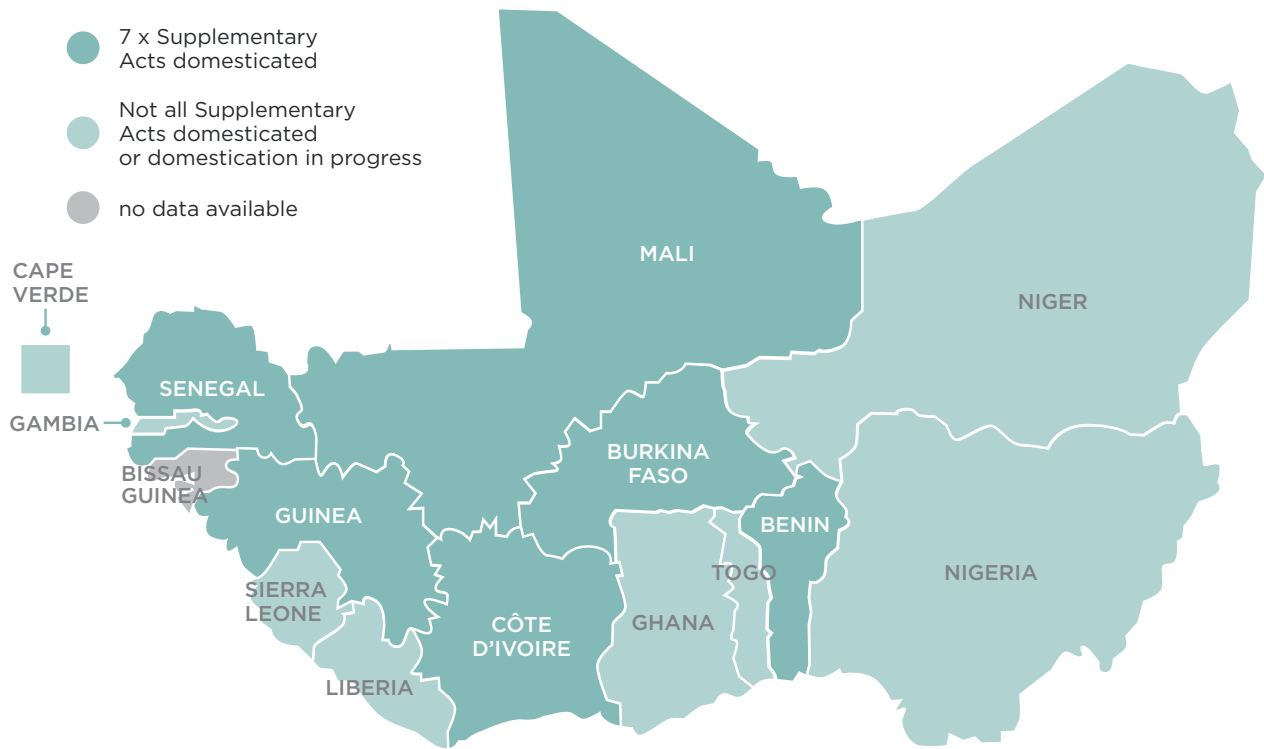 7 x Supplementary
Acts domesticated
Not all Supplementary
Acts domesticated
or domestication in progress
no data available
CAPE
VERDE
MALI
NIGER
SENEGAL
GAMBIA
BURKINA
FASO
BISSAU
GUINEA
GUINEA
BENIN
TOGO
NIGERIA
SIERRA
LEONE
GHANA
CÔTE
D'IVOIRE
LIBERIA